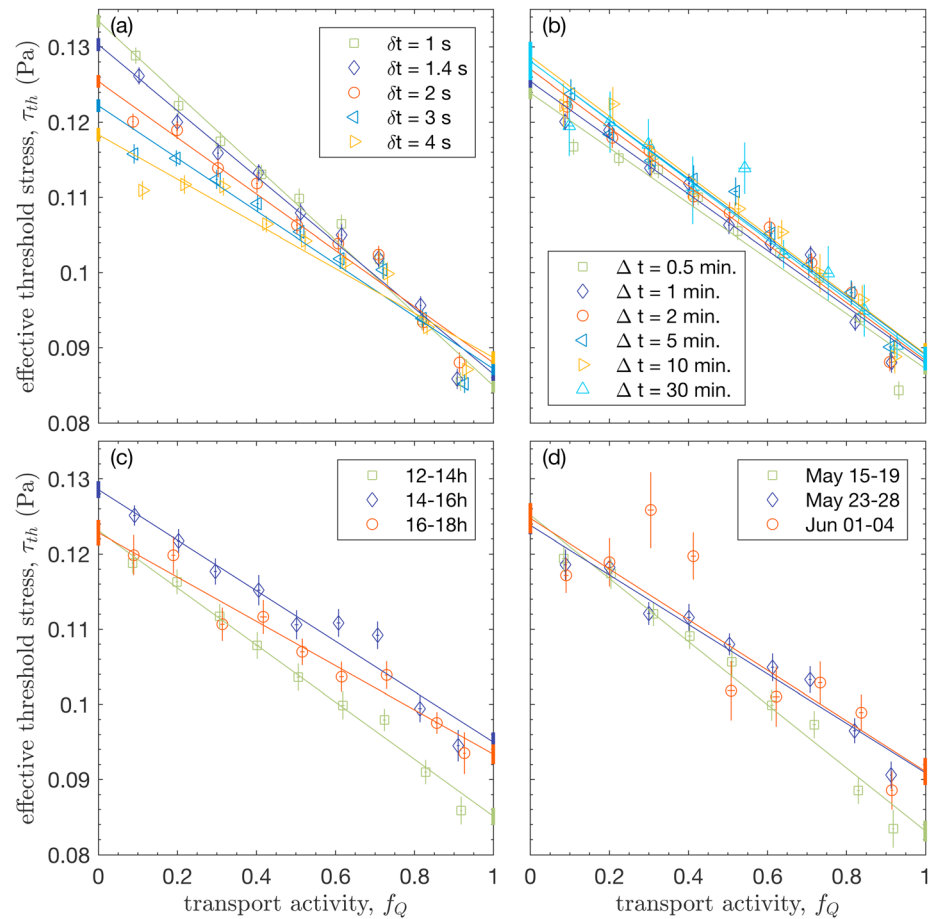 (a)
δt = 1 s
δt = 1.4 s
δt = 2 s
δt = 3 s
δt = 4 s
0.13
0.12
0.11
0.1
0.09
0.08
effective threshold stress, τth (Pa)
(b)
Δ t = 0.5 min.
Δ t = 1 min.
Δ t = 2 min.
Δ t = 5 min.
Δ t = 10 min.
Δ t = 30 min.
(c)
12-14h
14-16h
16-18h
0.13
0.12
0.11
0.1
0.09
0.08
effective threshold stress, τth (Pa)
0 0.2 0.4 0.6 0.8 1
transport activity, fQ
(d)
May 15-19
May 23-28
Jun 01-04
0 0.2 0.4 0.6 0.8 1
transport activity, fQ